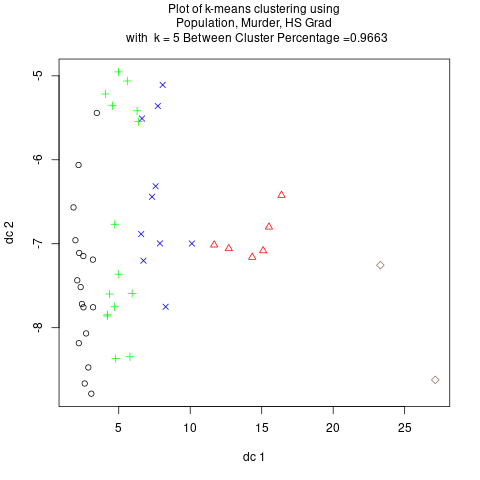 Plot of k-means clustering using
Population, Murder, HS Grad
with k = 5 Between Cluster Percentage =0.9663
-5
-6
-7
-8
dc 2
5 10 15 20 25
dc 1